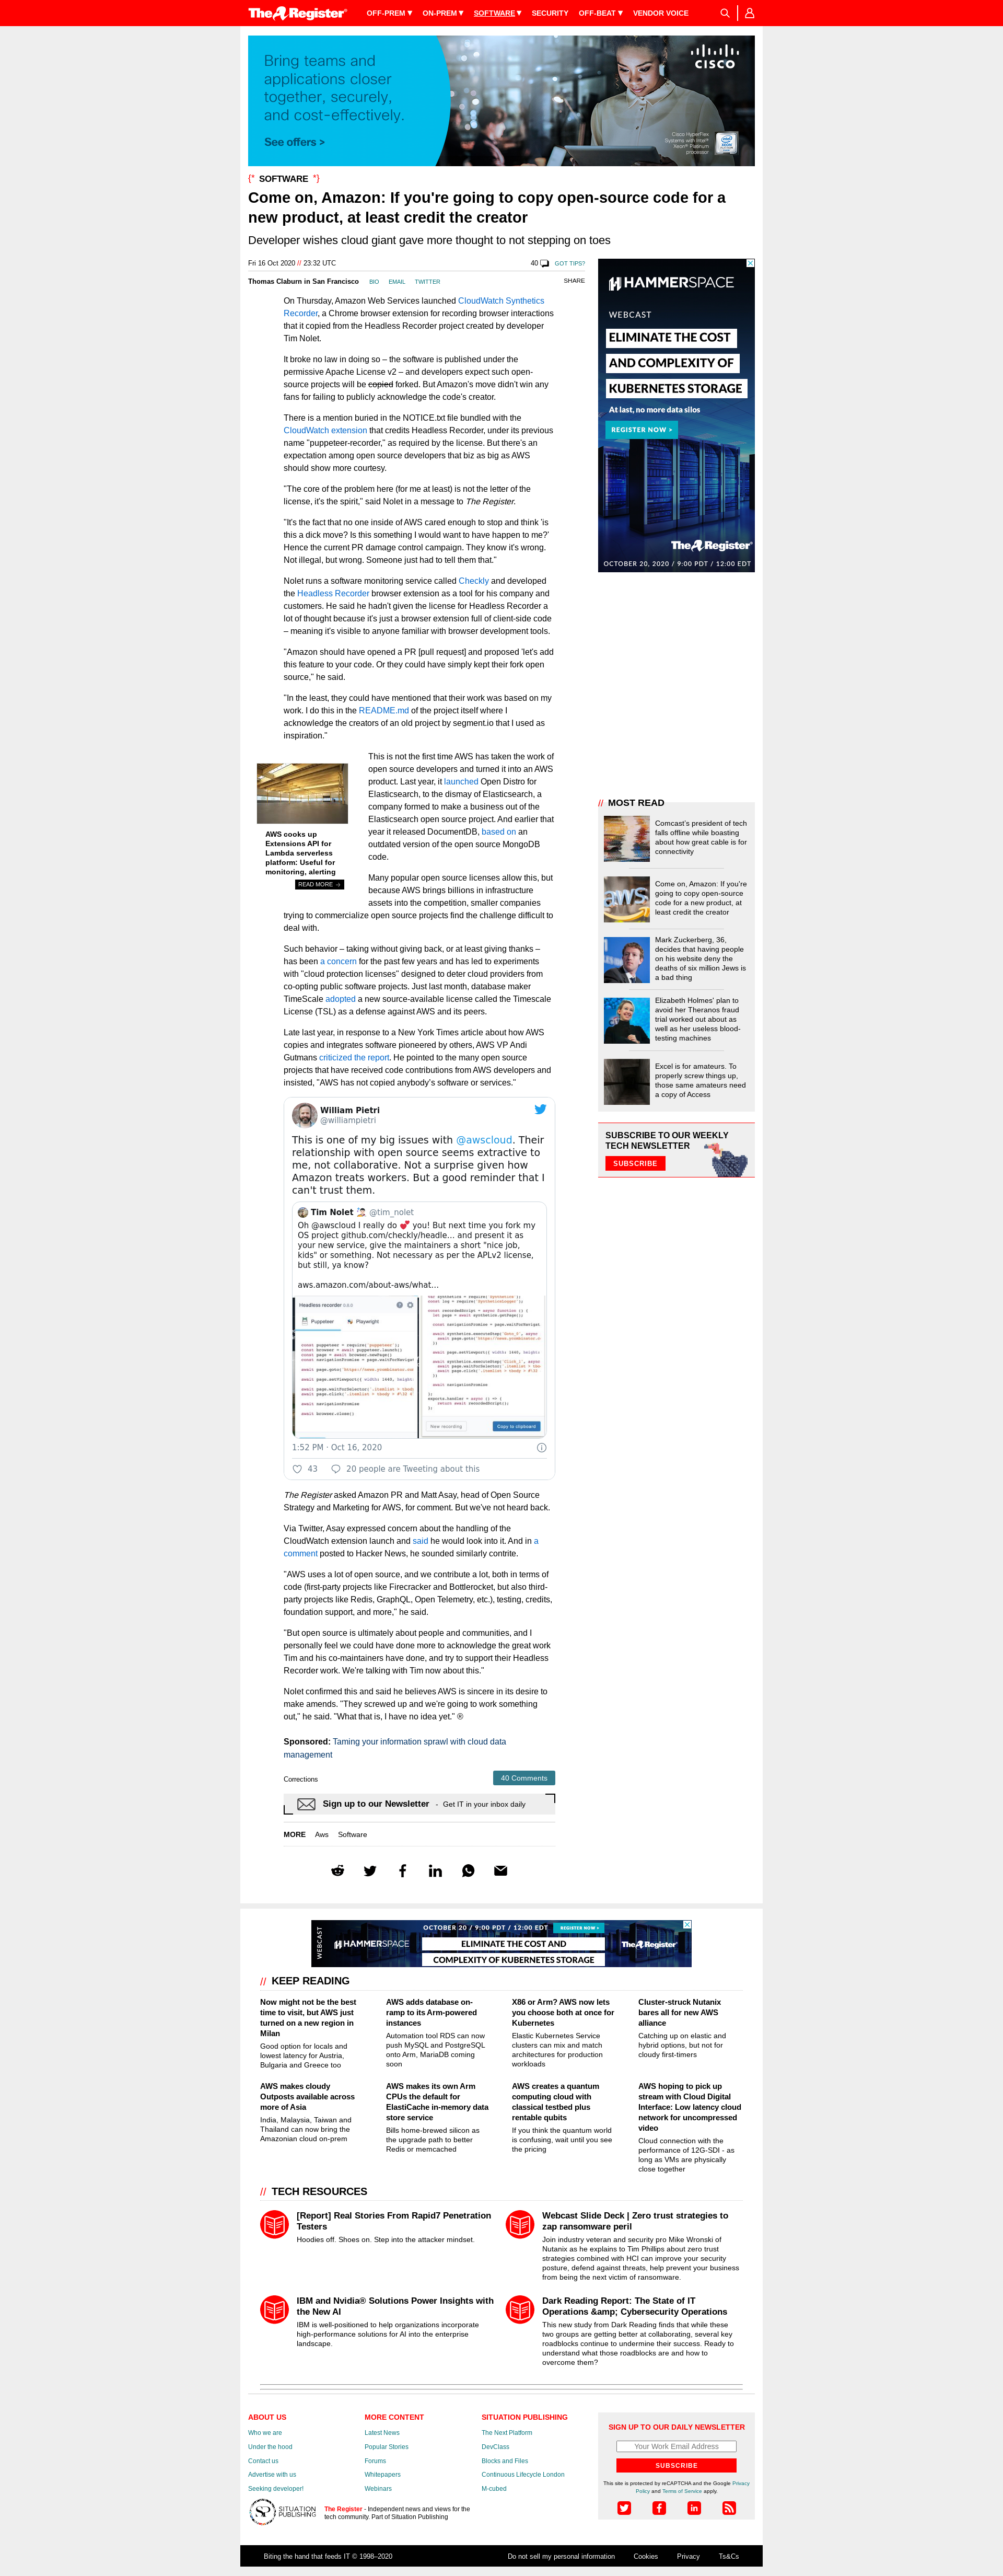 The Register®
OFF-PREM ▼ ON-PREM ▼ SOFTWARE ▼ SECURITY OFF-BEAT ▼ VENDOR VOICE
Bring teams and
applications closer
together, securely,
and cost-effectively.
See offers >
CISCO
Cisco HyperFlex
Systems with Intel®
Xeon® Platinum
processor
{* SOFTWARE *}
Come on, Amazon: If you're going to copy open-source code for a
new product, at least credit the creator
Developer wishes cloud giant gave more thought to not stepping on toes
Fri 16 Oct 2020 // 23:32 UTC
40 GOT TIPS?
Thomas Claburn in San Francisco BIO EMAIL TWITTER
SHARE
On Thursday, Amazon Web Services launched CloudWatch Synthetics
Recorder, a Chrome browser extension for recording browser interactions
that it copied from the Headless Recorder project created by developer
Tim Nolet.
It broke no law in doing so – the software is published under the
permissive Apache License v2 – and developers expect such open-
source projects will be copied forked. But Amazon's move didn't win any
fans for failing to publicly acknowledge the code's creator.
There is a mention buried in the NOTICE.txt file bundled with the
CloudWatch extension that credits Headless Recorder, under its previous
name "puppeteer-recorder," as required by the license. But there's an
expectation among open source developers that biz as big as AWS
should show more courtesy.
"The core of the problem here (for me at least) is not the letter of the
license, it's the spirit," said Nolet in a message to The Register.
"It's the fact that no one inside of AWS cared enough to stop and think 'is
this a dick move? Is this something I would want to have happen to me?'
Hence the current PR damage control campaign. They know it's wrong.
Not illegal, but wrong. Someone just had to tell them that."
Nolet runs a software monitoring service called Checkly and developed
the Headless Recorder browser extension as a tool for his company and
customers. He said he hadn't given the license for Headless Recorder a
lot of thought because it's just a browser extension full of client-side code
– meaning it's visible to anyone familiar with browser development tools.
"Amazon should have opened a PR [pull request] and proposed 'let's add
this feature to your code. Or they could have simply kept their fork open
source," he said.
"In the least, they could have mentioned that their work was based on my
work. I do this in the README.md of the project itself where I
acknowledge the creators of an old project by segment.io that I used as
inspiration."
This is not the first time AWS has taken the work of
open source developers and turned it into an AWS
product. Last year, it launched Open Distro for
Elasticsearch, to the dismay of Elasticsearch, a
company formed to make a business out of the
Elasticsearch open source project. And earlier that
year it released DocumentDB, based on an
outdated version of the open source MongoDB
code.
AWS cooks up
Extensions API for
Lambda serverless
platform: Useful for
monitoring, alerting
READ MORE →
Many popular open source licenses allow this, but
because AWS brings billions in infrastructure
assets into the competition, smaller companies
trying to commercialize open source projects find the challenge difficult to
deal with.
Such behavior – taking without giving back, or at least giving thanks –
has been a concern for the past few years and has led to experiments
with "cloud protection licenses" designed to deter cloud providers from
co-opting public software projects. Just last month, database maker
TimeScale adopted a new source-available license called the Timescale
License (TSL) as a defense against AWS and its peers.
Late last year, in response to a New York Times article about how AWS
copies and integrates software pioneered by others, AWS VP Andi
Gutmans criticized the report. He pointed to the many open source
projects that have received code contributions from AWS developers and
insisted, "AWS has not copied anybody's software or services."
William Pietri
@williampietri
This is one of my big issues with @awscloud. Their
relationship with open source seems extractive to
me, not collaborative. Not a surprise given how
Amazon treats workers. But a good reminder that I
can't trust them.
Tim Nolet @tim_nolet
Oh @awscloud I really do 💕 you! But next time you fork my
OS project github.com/checkly/headle... and present it as
your new service, give the maintainers a short "nice job,
kids" or something. Not necessary as per the APLv2 license,
but still, ya know?
aws.amazon.com/about-aws/what...
Headless recorder
Puppeteer Playwright
New recording Copy to clipboard
1:52 PM · Oct 16, 2020
43 20 people are Tweeting about this
The Register asked Amazon PR and Matt Asay, head of Open Source
Strategy and Marketing for AWS, for comment. But we've not heard back.
Via Twitter, Asay expressed concern about the handling of the
CloudWatch extension launch and said he would look into it. And in a
comment posted to Hacker News, he sounded similarly contrite.
"AWS uses a lot of open source, and we contribute a lot, both in terms of
code (first-party projects like Firecracker and Bottlerocket, but also third-
party projects like Redis, GraphQL, Open Telemetry, etc.), testing, credits,
foundation support, and more," he said.
"But open source is ultimately about people and communities, and I
personally feel we could have done more to acknowledge the great work
Tim and his co-maintainers have done, and try to support their Headless
Recorder work. We're talking with Tim now about this."
Nolet confirmed this and said he believes AWS is sincere in its desire to
make amends. "They screwed up and we're going to work something
out," he said. "What that is, I have no idea yet." ®
Sponsored: Taming your information sprawl with cloud data
management
Corrections
40 Comments
Sign up to our Newsletter - Get IT in your inbox daily
MORE Aws Software
HAMMERSPACE
WEBCAST
ELIMINATE THE COST
AND COMPLEXITY OF
KUBERNETES STORAGE
At last, no more data silos
REGISTER NOW >
The Register®
OCTOBER 20, 2020 / 9:00 PDT / 12:00 EDT
// MOST READ
Comcast's president of tech
falls offline while boasting
about how great cable is for
connectivity
aws
Come on, Amazon: If you're
going to copy open-source
code for a new product, at
least credit the creator
Mark Zuckerberg, 36,
decides that having people
on his website deny the
deaths of six million Jews is
a bad thing
Elizabeth Holmes' plan to
avoid her Theranos fraud
trial worked out about as
well as her useless blood-
testing machines
Excel is for amateurs. To
properly screw things up,
those same amateurs need
a copy of Access
SUBSCRIBE TO OUR WEEKLY
TECH NEWSLETTER
SUBSCRIBE
WEBCAST
HAMMERSPACE
OCTOBER 20 / 9:00 PDT / 12:00 EDT REGISTER NOW >
ELIMINATE THE COST AND
COMPLEXITY OF KUBERNETES STORAGE
The Register®
// KEEP READING
Now might not be the best
time to visit, but AWS just
turned on a new region in
Milan
Good option for locals and
lowest latency for Austria,
Bulgaria and Greece too
AWS adds database on-
ramp to its Arm-powered
instances
Automation tool RDS can now
push MySQL and PostgreSQL
onto Arm, MariaDB coming
soon
X86 or Arm? AWS now lets
you choose both at once for
Kubernetes
Elastic Kubernetes Service
clusters can mix and match
architectures for production
workloads
Cluster-struck Nutanix
bares all for new AWS
alliance
Catching up on elastic and
hybrid options, but not for
cloudy first-timers
AWS makes cloudy
Outposts available across
more of Asia
India, Malaysia, Taiwan and
Thailand can now bring the
Amazonian cloud on-prem
AWS makes its own Arm
CPUs the default for
ElastiCache in-memory data
store service
Bills home-brewed silicon as
the upgrade path to better
Redis or memcached
AWS creates a quantum
computing cloud with
classical testbed plus
rentable qubits
If you think the quantum world
is confusing, wait until you see
the pricing
AWS hoping to pick up
stream with Cloud Digital
Interface: Low latency cloud
network for uncompressed
video
Cloud connection with the
performance of 12G-SDI - as
long as VMs are physically
close together
// TECH RESOURCES
[Report] Real Stories From Rapid7 Penetration
Testers
Hoodies off. Shoes on. Step into the attacker mindset.
Webcast Slide Deck | Zero trust strategies to
zap ransomware peril
Join industry veteran and security pro Mike Wronski of
Nutanix as he explains to Tim Phillips about zero trust
strategies combined with HCI can improve your security
posture, defend against threats, help prevent your business
from being the next victim of ransomware.
IBM and Nvidia® Solutions Power Insights with
the New AI
IBM is well-positioned to help organizations incorporate
high-performance solutions for AI into the enterprise
landscape.
Dark Reading Report: The State of IT
Operations &amp; Cybersecurity Operations
This new study from Dark Reading finds that while these
two groups are getting better at collaborating, several key
roadblocks continue to undermine their success. Ready to
understand what those roadblocks are and how to
overcome them?
ABOUT US
Who we are
Under the hood
Contact us
Advertise with us
Seeking developer!
MORE CONTENT
Latest News
Popular Stories
Forums
Whitepapers
Webinars
SITUATION PUBLISHING
The Next Platform
DevClass
Blocks and Files
Continuous Lifecycle London
M-cubed
SIGN UP TO OUR DAILY NEWSLETTER
Your Work Email Address
SUBSCRIBE
This site is protected by reCAPTCHA and the Google Privacy
Policy and Terms of Service apply.
SP SITUATION
PUBLISHING
The Register - Independent news and views for the
tech community. Part of Situation Publishing
Biting the hand that feeds IT © 1998–2020
Do not sell my personal information Cookies Privacy Ts&Cs